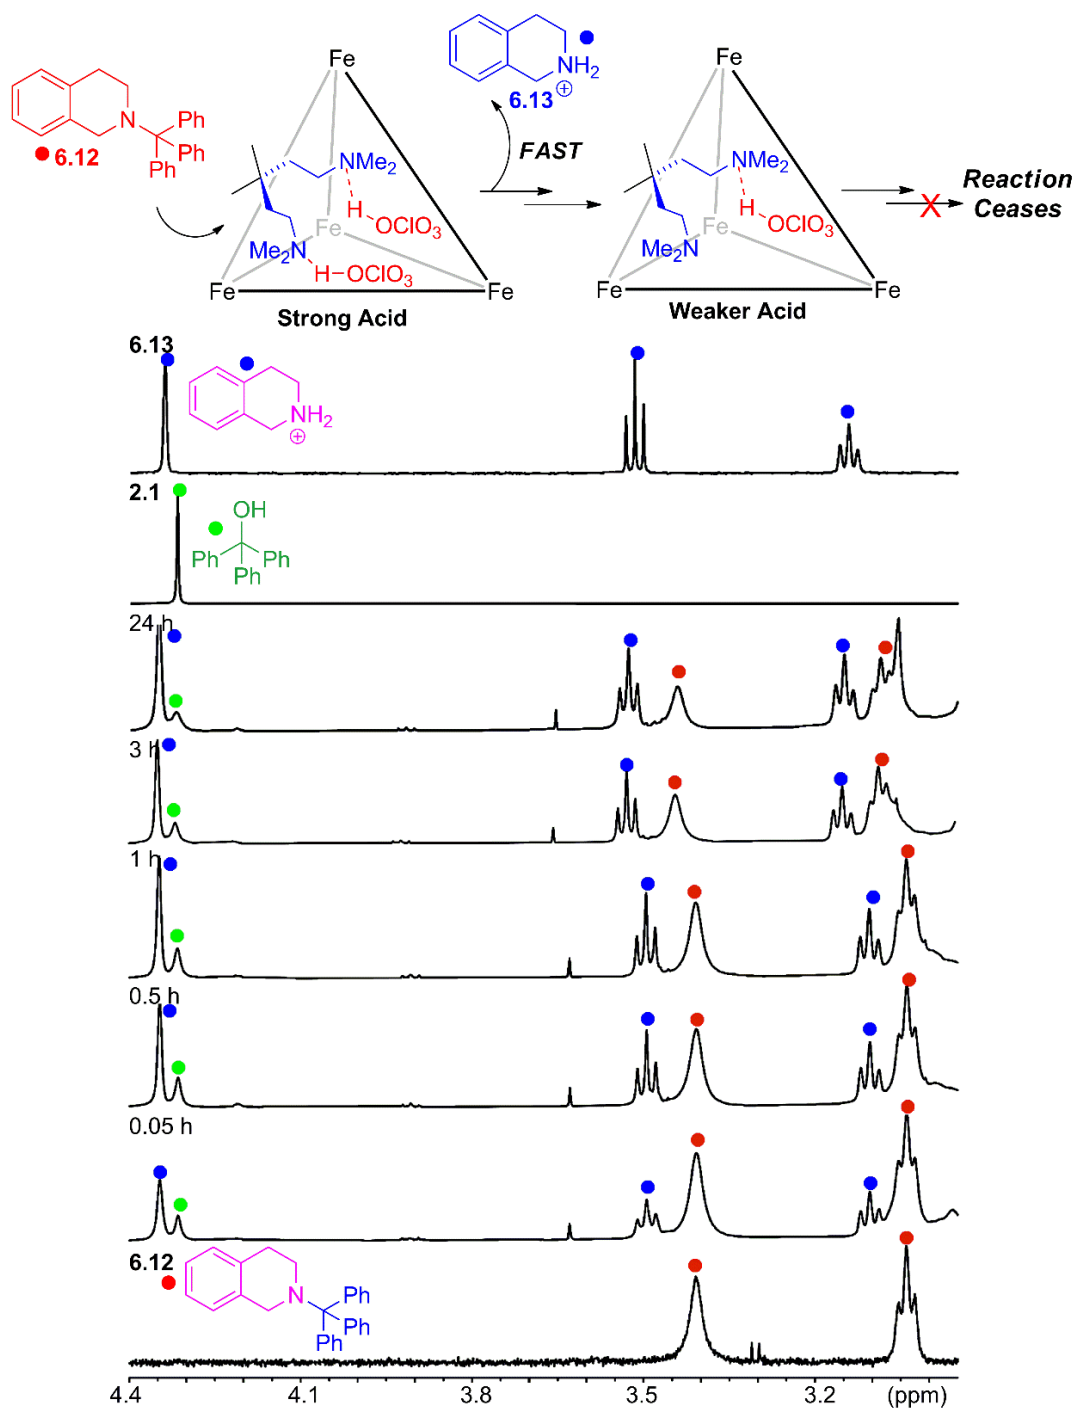 Fe
Fe
Fe
Fe
N
Ph
Ph
Ph
6.12
NMe2
H
OCLO3
Me2N
H OClO3
Strong Acid
NH2
⊕
6.13
FAST
Fe
Fe
Fe
Fe
NMe2
H
OClO3
Me2N
Weaker Acid
X
Reaction
Ceases
6.13
NH2
⊕
2.1
OH
Ph Ph
Ph
24 h
3 h
1 h
0.5 h
0.05 h
6.12
N
Ph
Ph
Ph
4.4 4.1 3.8 3.5 3.2 (ppm)